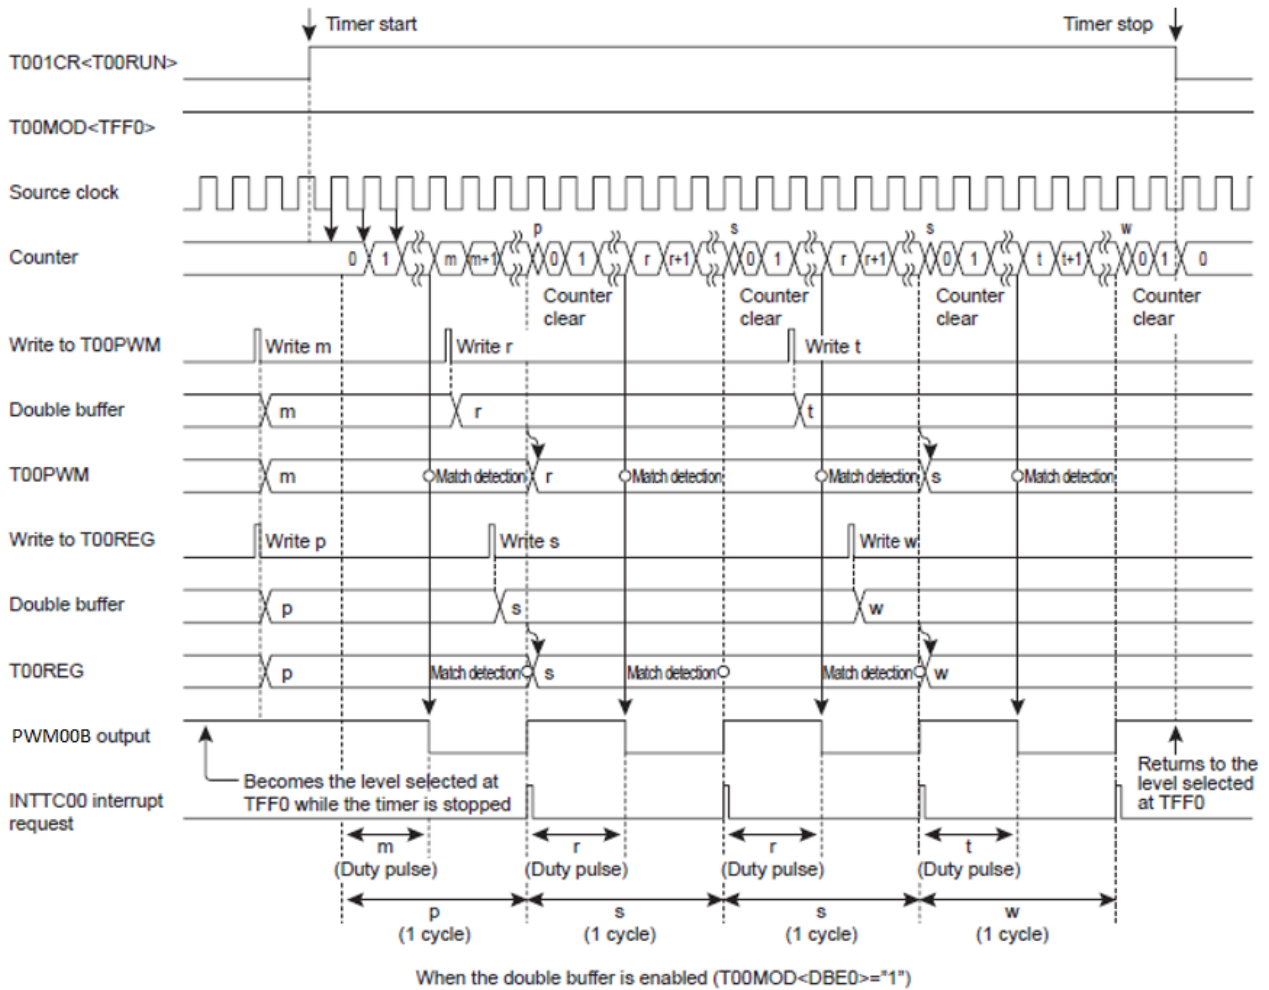 Timer start
Timer stop
T001CR<T00RUN>
T00MOD<TFF0>
Source clock
p s s w
Counter 0 1 m m+1 0 1 r r+1 0 1 r r+1 0 1 t t+1 0 1 0
Counter clear
Counter clear
Counter clear
Counter clear
Write to T00PWM Write m Write r Write t
Double buffer m r t
T00PWM m Match detection r Match detection Match detection s Match detection
Write to T00REG Write p Write s Write w
Double buffer p s w
T00REG p Match detection s Match detection Match detection w
PWM00B output
Becomes the level selected at
TFF0 while the timer is stopped
Returns to the
level selected
at TFF0
INTTC00 interrupt
request
m r r t
(Duty pulse) (Duty pulse) (Duty pulse) (Duty pulse)
p s s w
(1 cycle) (1 cycle) (1 cycle) (1 cycle)
When the double buffer is enabled (T00MOD<DBE0>="1")